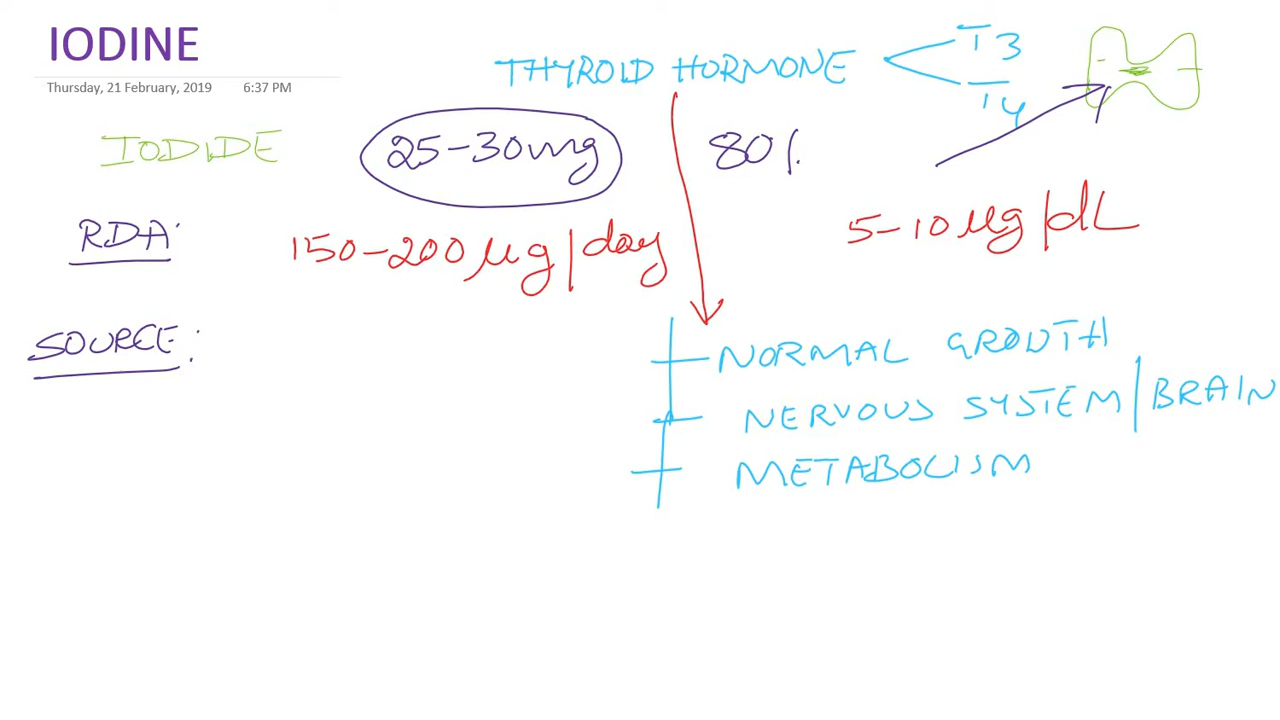 IODINE
Thursday, 21 February, 2019 6:37 PM
THYROID HORMONE
T3
T4
IODIDE
25-30mg
80%
RDA:
150-200 µg/day
5-10 µg/dL
SOURCE:
NORMAL GROWTH
NERVOUS SYSTEM/BRAIN
METABOLISM